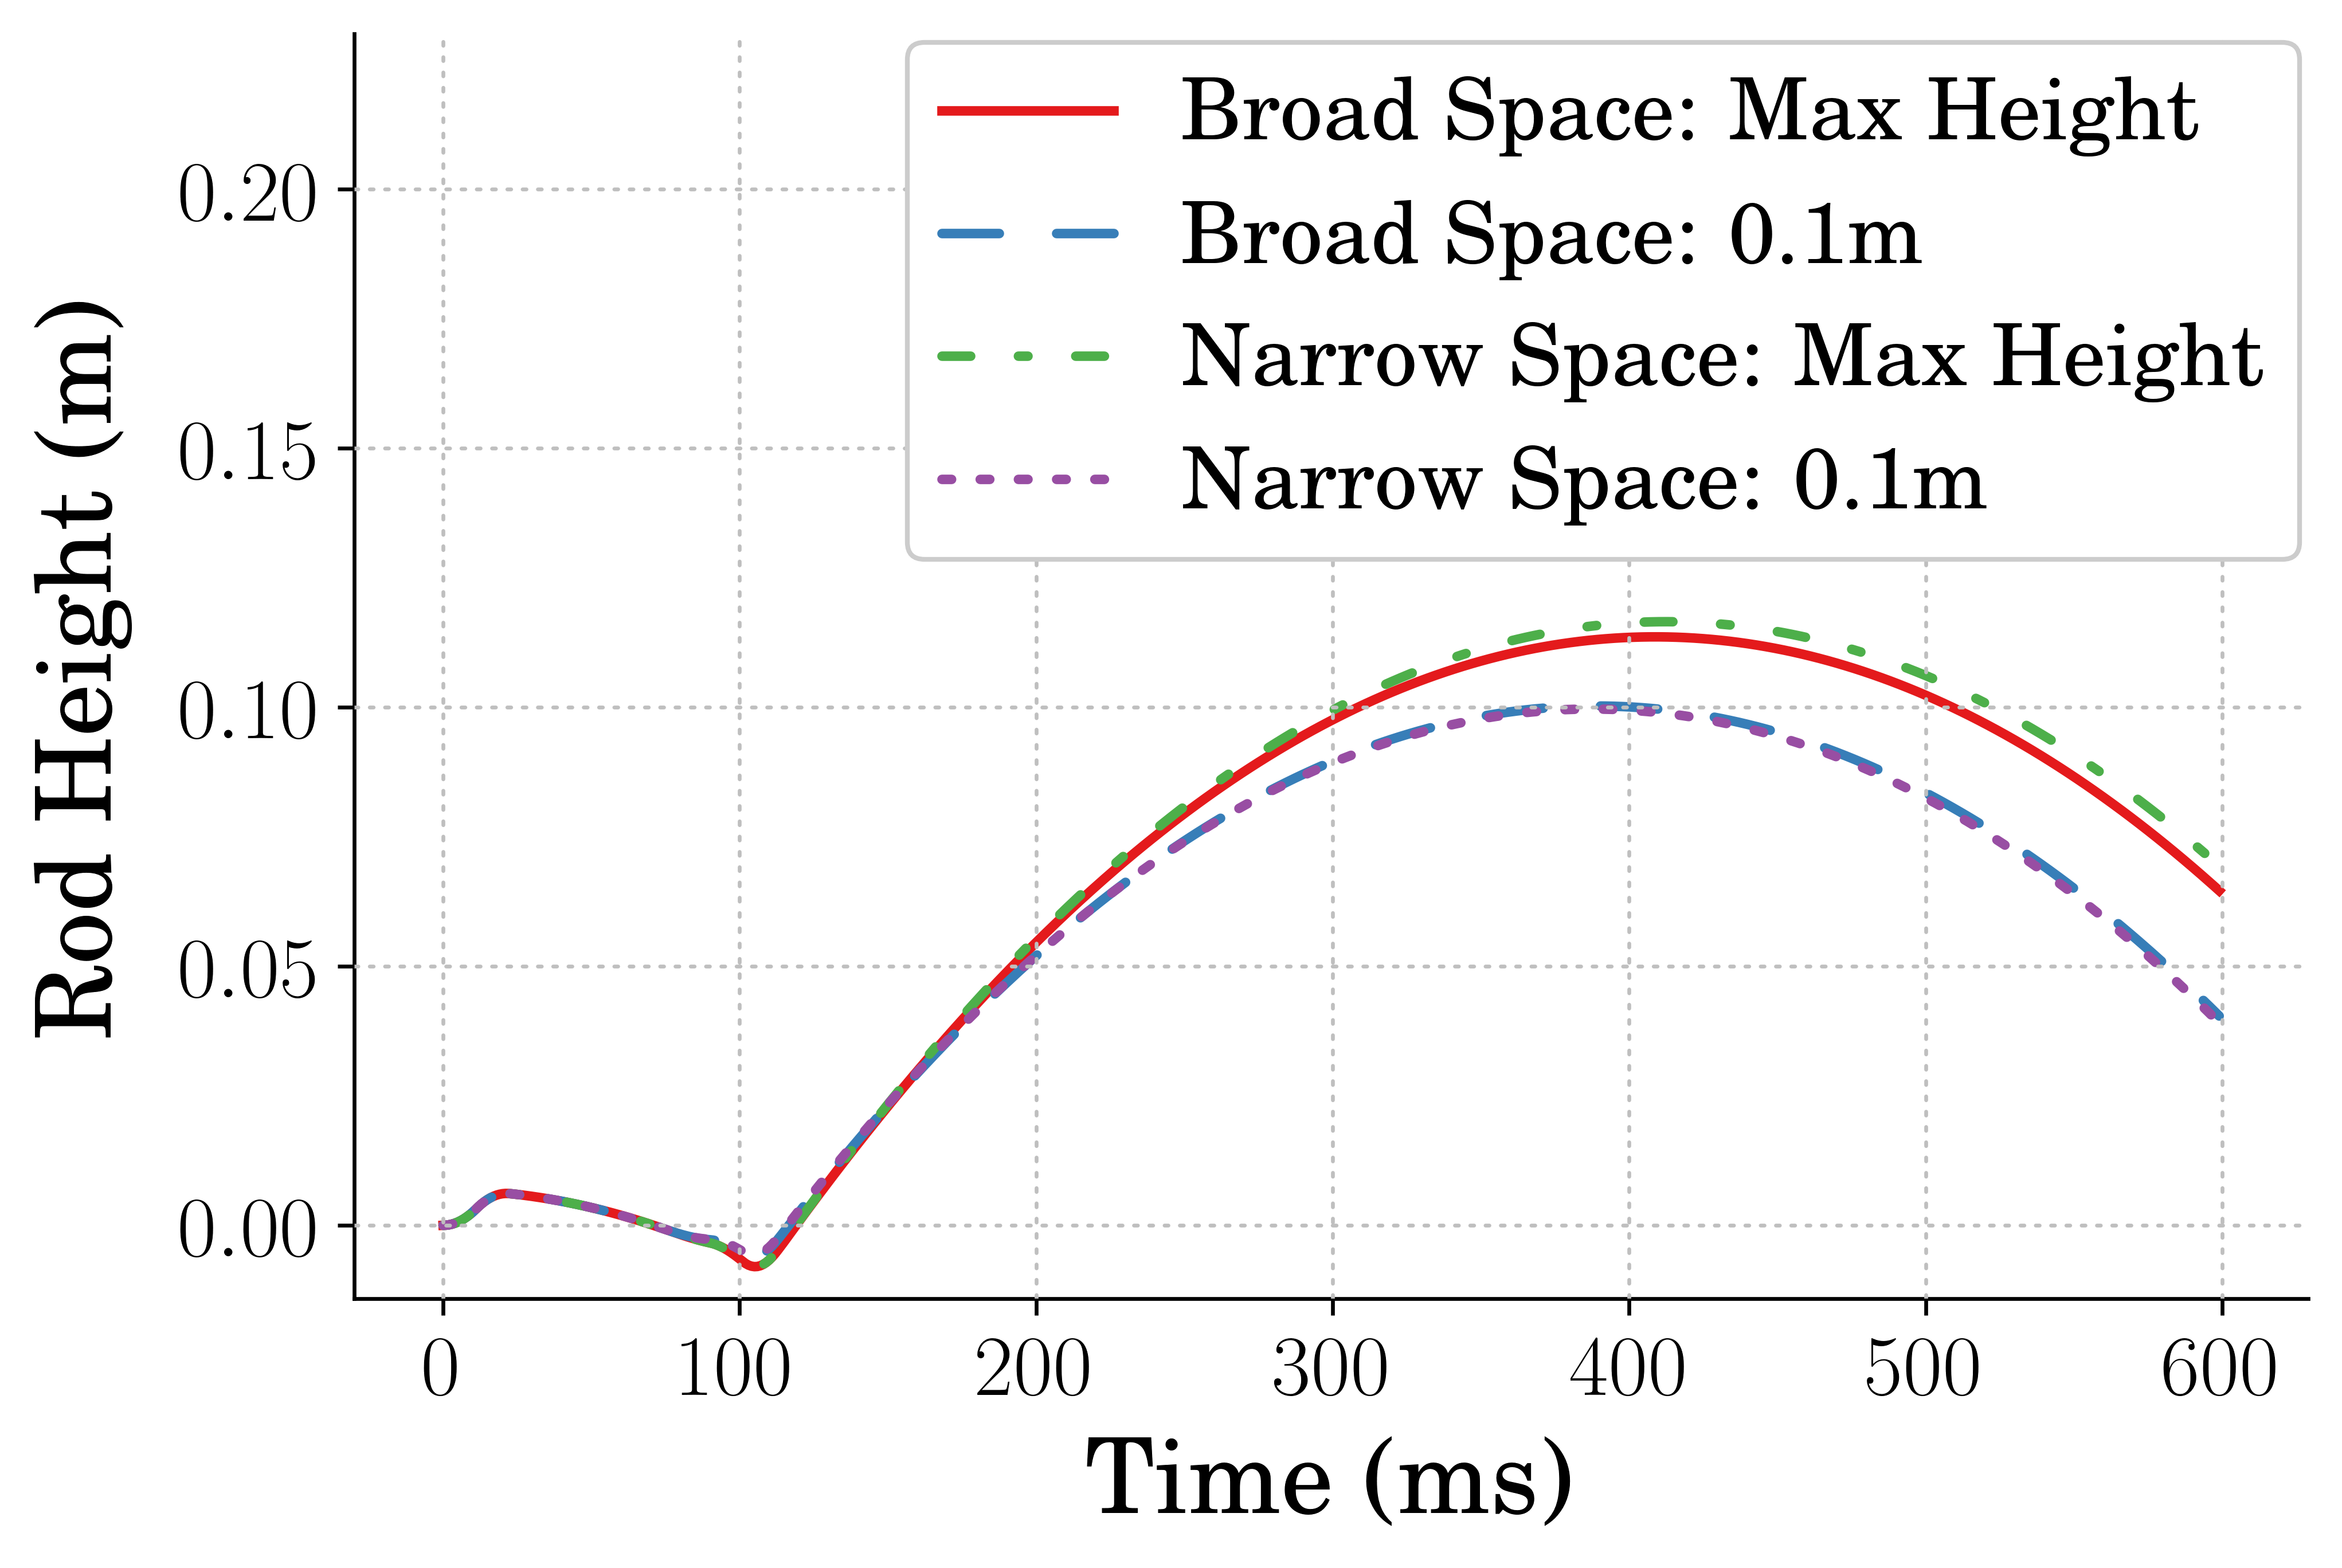 Broad Space: Max Height
Broad Space: 0.1m
Narrow Space: Max Height
Narrow Space: 0.1m
Rod Height (m)
0.20
0.15
0.10
0.05
0.00
0 100 200 300 400 500 600
Time (ms)